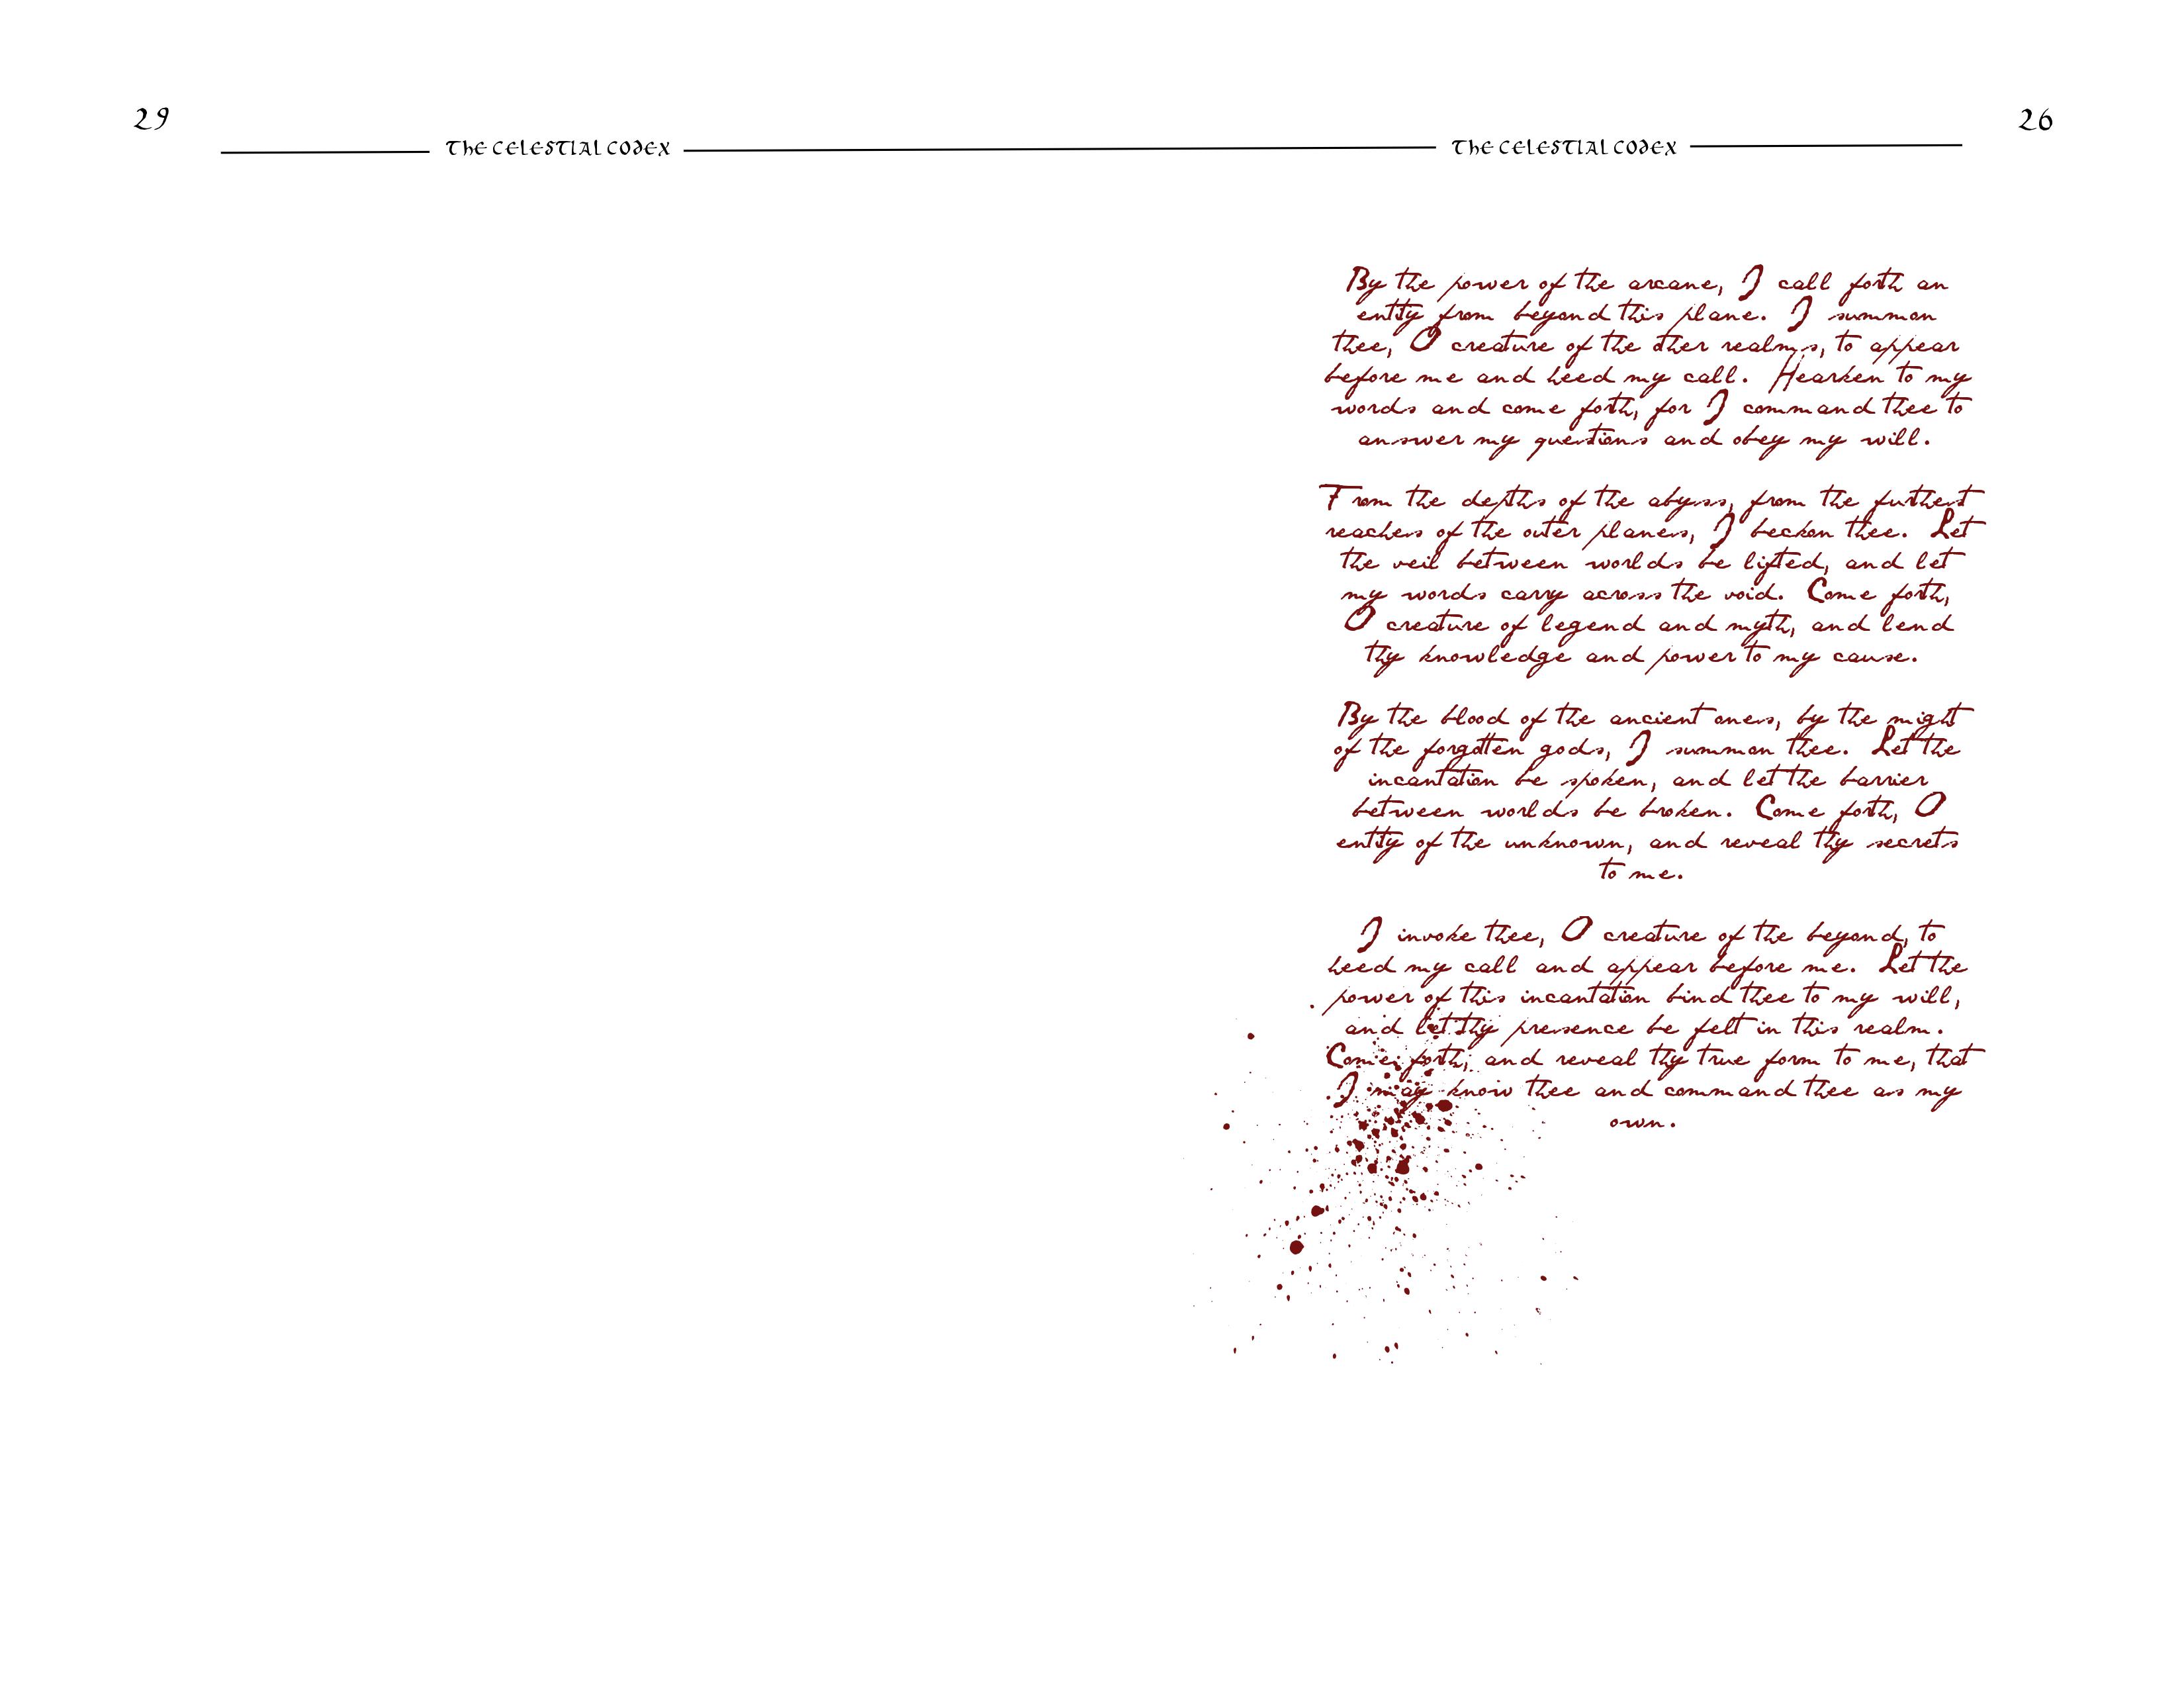 29
THE CELESTIAL CODEX
26
THE CELESTIAL CODEX
By the power of the arcane, I call forth an
entity from beyond this plane. I summon
thee, O creature of the other realms, to appear
before me and heed my call. Hearken to my
words and come forth, for I command thee to
answer my questions and obey my will.
From the depths of the abyss, from the furthest
reaches of the outer planes, I beckon thee. Let
the veil between worlds be lifted, and let
my words carry across the void. Come forth,
O creature of legend and myth, and lend
thy knowledge and power to my cause.
By the blood of the ancient ones, by the might
of the forgotten gods, I summon thee. Let the
incantation be spoken, and let the barrier
between worlds be broken. Come forth, O
entity of the unknown, and reveal thy secrets
to me.
I invoke thee, O creature of the beyond, to
heed my call and appear before me. Let the
power of this incantation bind thee to my will,
and let thy presence be felt in this realm.
Come forth, and reveal thy true form to me, that
I may know thee and command thee as my
own.